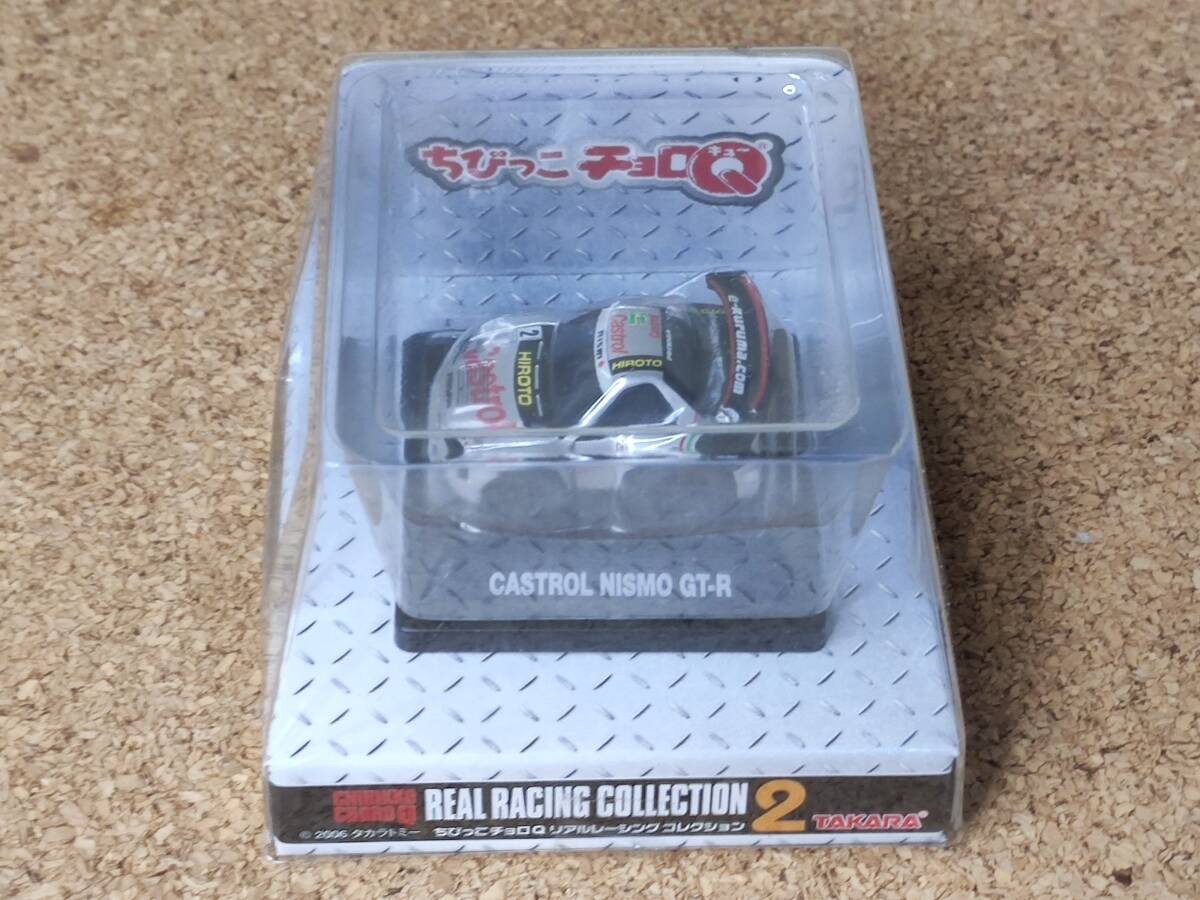 ちびっこ チョロQ®
キュー
e-kuruma.com
Castrol
nismo
HIROTO
2
HIROTO
CASTROL NISMO GT-R
REAL RACING COLLECTION 2
© 2006 タカラトミー ちびっこチョロQ リアルレーシング コレクション TAKARA®